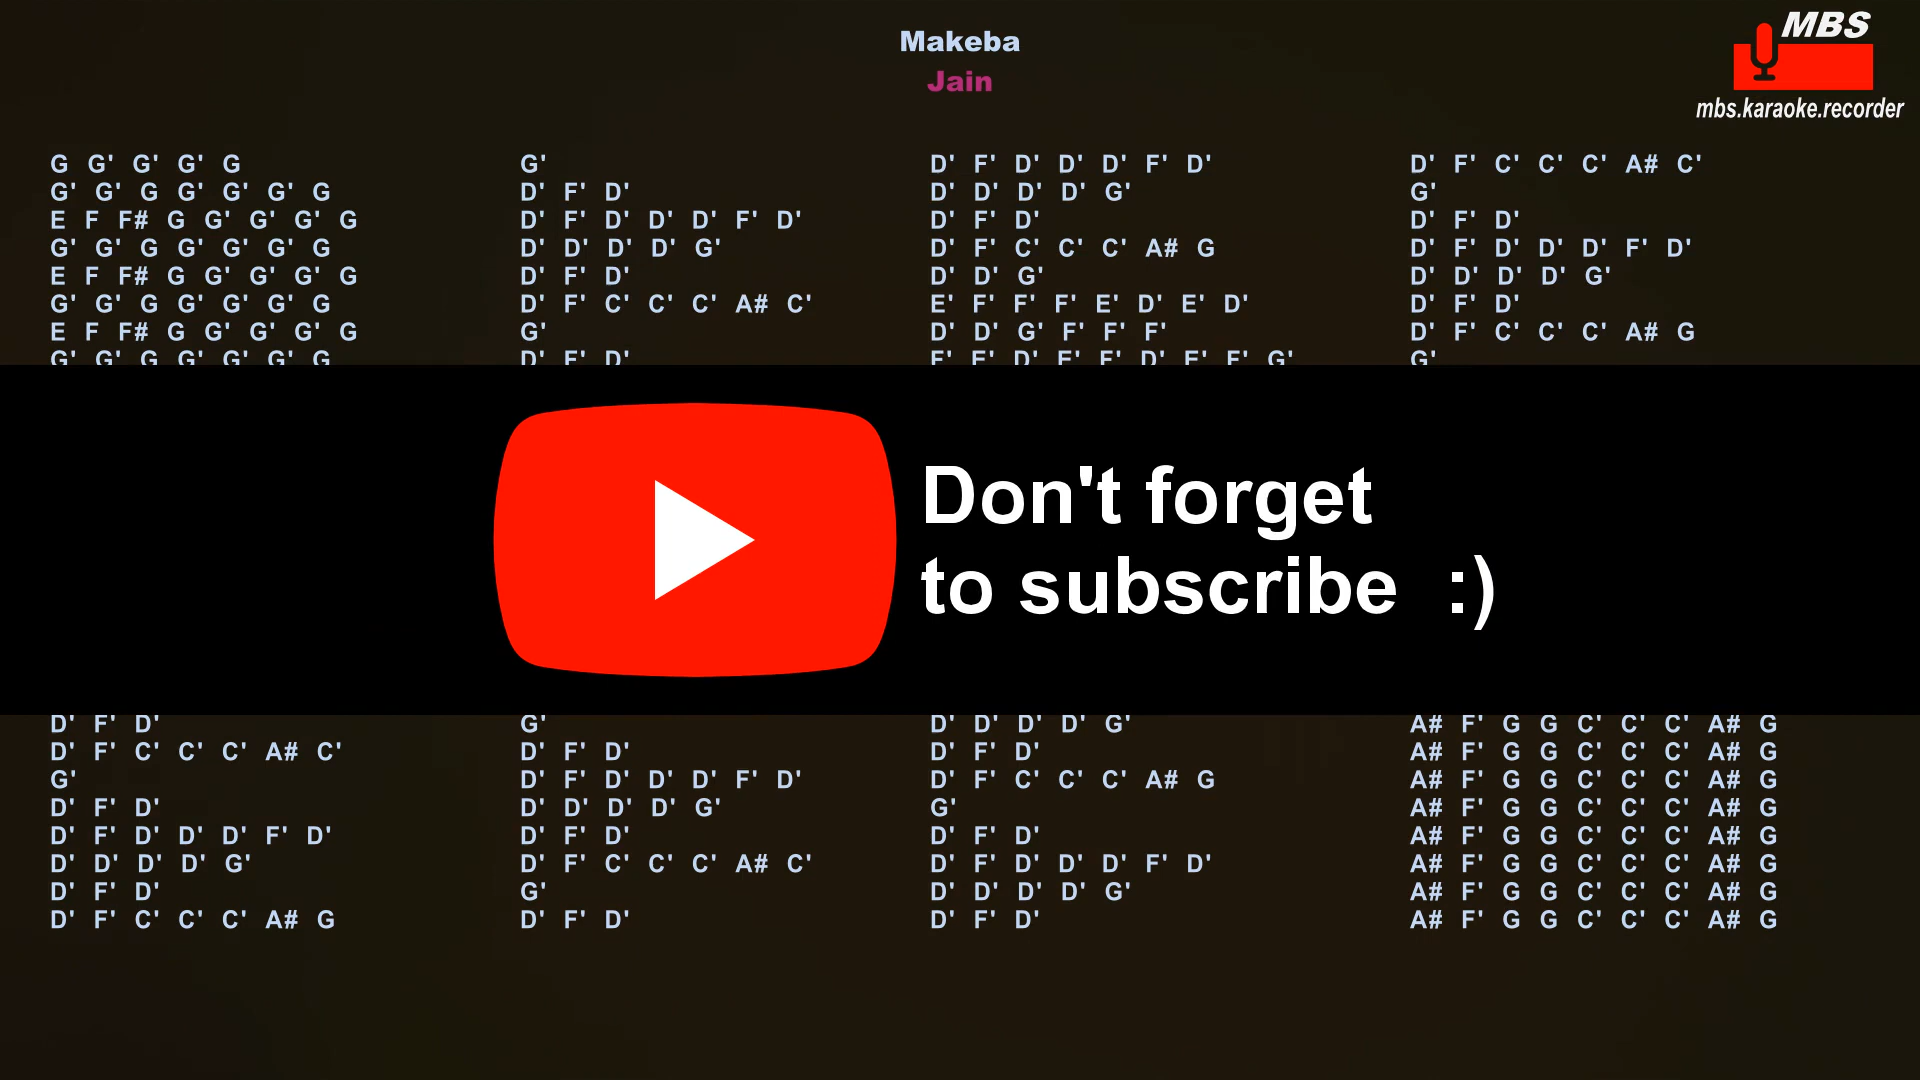 Makeba
Jain
MBS
mbs.karaoke.recorder
G G' G' G' G
G' G' G G' G' G' G
E F F# G G' G' G' G
G' G' G G' G' G' G
E F F# G G' G' G' G
G' G' G G' G' G' G
E F F# G G' G' G' G
G' G' G G' G' G' G
D' F' D'
D' F' C' C' C' A# C'
G'
D' F' D'
D' F' D' D' D' F' D'
D' D' D' D' G'
D' F' D'
D' F' C' C' C' A# G
G'
D' F' D'
D' F' D' D' D' F' D'
D' D' D' D' G'
D' F' D'
D' F' C' C' C' A# C'
G'
D' F' D'
G'
D' F' D'
D' F' D' D' D' F' D'
D' D' D' D' G'
D' F' D'
D' F' C' C' C' A# C'
G'
D' F' D'
D' F' D' D' D' F' D'
D' D' D' D' G'
D' F' D'
D' F' C' C' C' A# G
D' D' G'
E' F' F' F' E' D' E' D'
D' D' G' F' F' F'
D' D' D' D' G'
D' F' D'
D' F' C' C' C' A# G
G'
D' F' D'
D' F' D' D' D' F' D'
D' D' D' D' G'
D' F' D'
D' F' C' C' C' A# C'
G'
D' F' D'
D' F' D' D' D' F' D'
D' D' D' D' G'
D' F' D'
D' F' C' C' C' A# G
G'
A# F' G G C' C' C' A# G
A# F' G G C' C' C' A# G
A# F' G G C' C' C' A# G
A# F' G G C' C' C' A# G
A# F' G G C' C' C' A# G
A# F' G G C' C' C' A# G
A# F' G G C' C' C' A# G
A# F' G G C' C' C' A# G
Don't forget
to subscribe :)